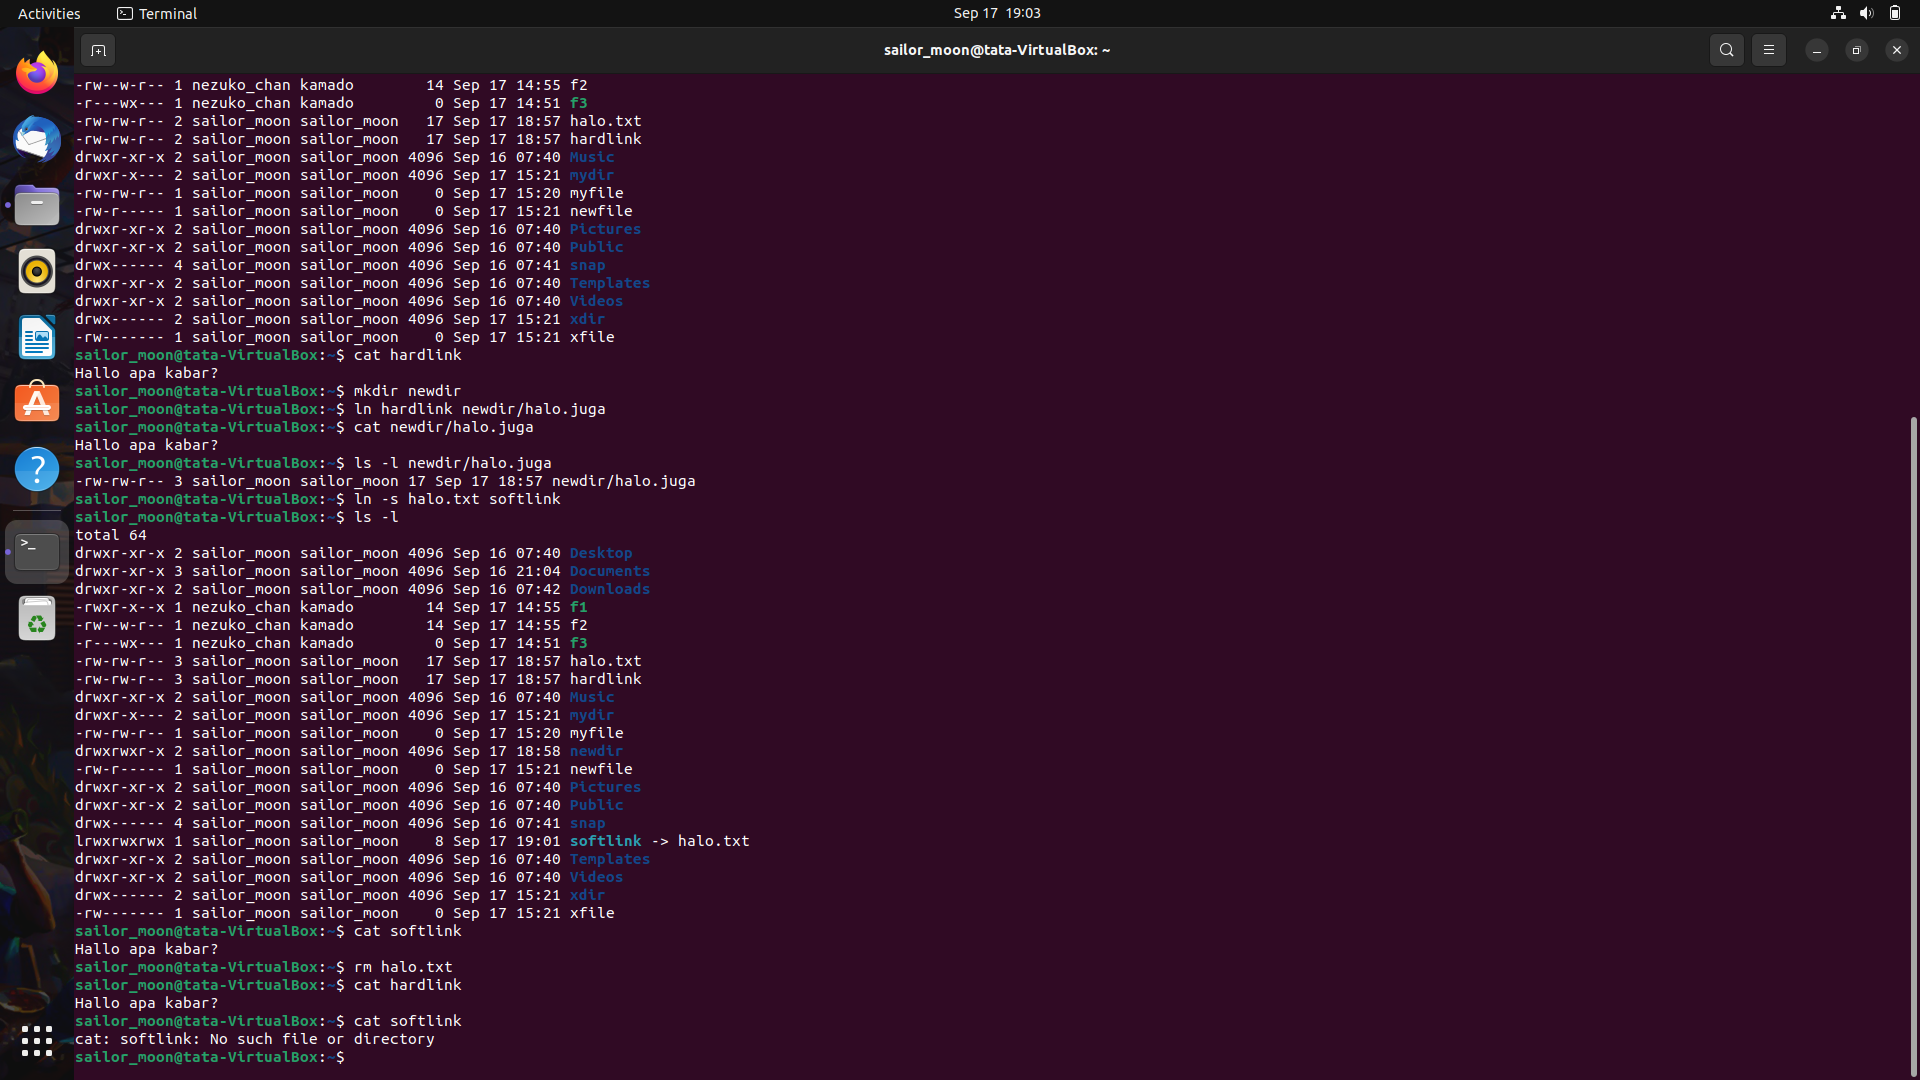 Activities Terminal Sep 17 19:03
sailor_moon@tata-VirtualBox: ~
-rw--w-r-- 1 nezuko_chan kamado 14 Sep 17 14:55 f2
-r---wx--- 1 nezuko_chan kamado 0 Sep 17 14:51 f3
-rw-rw-r-- 2 sailor_moon sailor_moon 17 Sep 17 18:57 halo.txt
-rw-rw-r-- 2 sailor_moon sailor_moon 17 Sep 17 18:57 hardlink
drwxr-xr-x 2 sailor_moon sailor_moon 4096 Sep 16 07:40 Music
drwxr-x--- 2 sailor_moon sailor_moon 4096 Sep 17 15:21 mydir
-rw-rw-r-- 1 sailor_moon sailor_moon 0 Sep 17 15:20 myfile
-rw-r----- 1 sailor_moon sailor_moon 0 Sep 17 15:21 newfile
drwxr-xr-x 2 sailor_moon sailor_moon 4096 Sep 16 07:40 Pictures
drwxr-xr-x 2 sailor_moon sailor_moon 4096 Sep 16 07:40 Public
drwx------ 4 sailor_moon sailor_moon 4096 Sep 16 07:41 snap
drwxr-xr-x 2 sailor_moon sailor_moon 4096 Sep 16 07:40 Templates
drwxr-xr-x 2 sailor_moon sailor_moon 4096 Sep 16 07:40 Videos
drwx------ 2 sailor_moon sailor_moon 4096 Sep 17 15:21 xdir
-rw------- 1 sailor_moon sailor_moon 0 Sep 17 15:21 xfile
sailor_moon@tata-VirtualBox:~$ cat hardlink
Hallo apa kabar?
sailor_moon@tata-VirtualBox:~$ mkdir newdir
sailor_moon@tata-VirtualBox:~$ ln hardlink newdir/halo.juga
sailor_moon@tata-VirtualBox:~$ cat newdir/halo.juga
Hallo apa kabar?
sailor_moon@tata-VirtualBox:~$ ls -l newdir/halo.juga
-rw-rw-r-- 3 sailor_moon sailor_moon 17 Sep 17 18:57 newdir/halo.juga
sailor_moon@tata-VirtualBox:~$ ln -s halo.txt softlink
sailor_moon@tata-VirtualBox:~$ ls -l
total 64
drwxr-xr-x 2 sailor_moon sailor_moon 4096 Sep 16 07:40 Desktop
drwxr-xr-x 3 sailor_moon sailor_moon 4096 Sep 16 21:04 Documents
drwxr-xr-x 2 sailor_moon sailor_moon 4096 Sep 16 07:42 Downloads
-rwxr-x--x 1 nezuko_chan kamado 14 Sep 17 14:55 f1
-rw--w-r-- 1 nezuko_chan kamado 14 Sep 17 14:55 f2
-r---wx--- 1 nezuko_chan kamado 0 Sep 17 14:51 f3
-rw-rw-r-- 3 sailor_moon sailor_moon 17 Sep 17 18:57 halo.txt
-rw-rw-r-- 3 sailor_moon sailor_moon 17 Sep 17 18:57 hardlink
drwxr-xr-x 2 sailor_moon sailor_moon 4096 Sep 16 07:40 Music
drwxr-x--- 2 sailor_moon sailor_moon 4096 Sep 17 15:21 mydir
-rw-rw-r-- 1 sailor_moon sailor_moon 0 Sep 17 15:20 myfile
drwxrwxr-x 2 sailor_moon sailor_moon 4096 Sep 17 18:58 newdir
-rw-r----- 1 sailor_moon sailor_moon 0 Sep 17 15:21 newfile
drwxr-xr-x 2 sailor_moon sailor_moon 4096 Sep 16 07:40 Pictures
drwxr-xr-x 2 sailor_moon sailor_moon 4096 Sep 16 07:40 Public
drwx------ 4 sailor_moon sailor_moon 4096 Sep 16 07:41 snap
lrwxrwxrwx 1 sailor_moon sailor_moon 8 Sep 17 19:01 softlink -> halo.txt
drwxr-xr-x 2 sailor_moon sailor_moon 4096 Sep 16 07:40 Templates
drwxr-xr-x 2 sailor_moon sailor_moon 4096 Sep 16 07:40 Videos
drwx------ 2 sailor_moon sailor_moon 4096 Sep 17 15:21 xdir
-rw------- 1 sailor_moon sailor_moon 0 Sep 17 15:21 xfile
sailor_moon@tata-VirtualBox:~$ cat softlink
Hallo apa kabar?
sailor_moon@tata-VirtualBox:~$ rm halo.txt
sailor_moon@tata-VirtualBox:~$ cat hardlink
Hallo apa kabar?
sailor_moon@tata-VirtualBox:~$ cat softlink
cat: softlink: No such file or directory
sailor_moon@tata-VirtualBox:~$